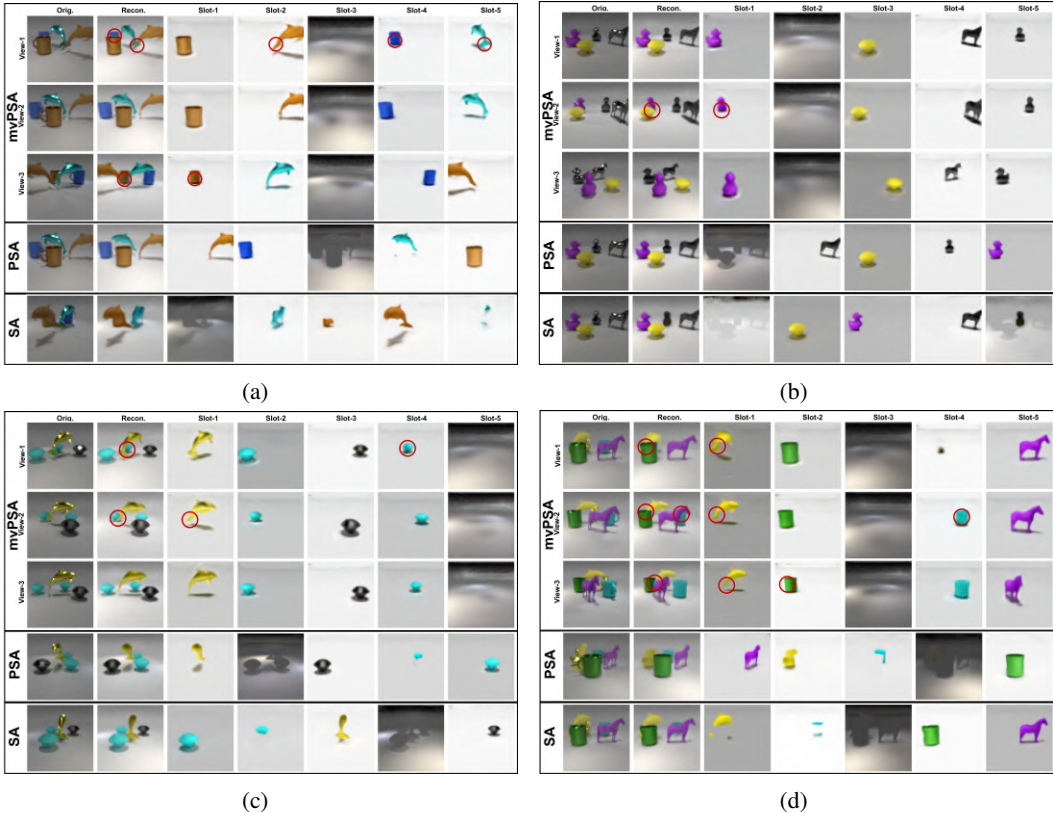 Orig. Recon. Slot-1 Slot-2 Slot-3 Slot-4 Slot-5
mvPSA
View-1
View-2
View-3
PSA
SA
(a)
Orig. Recon. Slot-1 Slot-2 Slot-3 Slot-4 Slot-5
mvPSA
View-1
View-2
View-3
PSA
SA
(b)
Orig. Recon. Slot-1 Slot-2 Slot-3 Slot-4 Slot-5
mvPSA
View-1
View-2
View-3
PSA
SA
(c)
Orig. Recon. Slot-1 Slot-2 Slot-3 Slot-4 Slot-5
mvPSA
View-1
View-2
View-3
PSA
SA
(d)